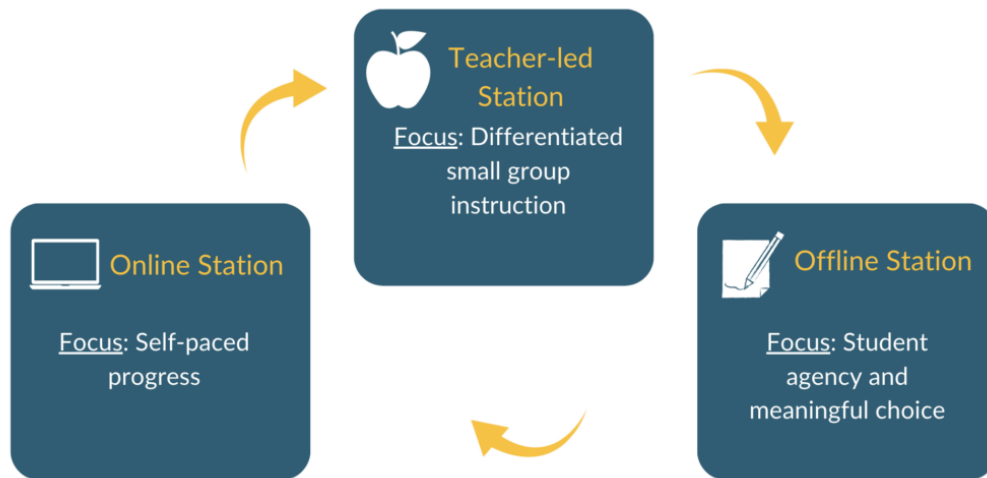 Teacher-led
Station
Focus: Differentiated
small group
instruction
Online Station
Focus: Self-paced
progress
Offline Station
Focus: Student
agency and
meaningful choice